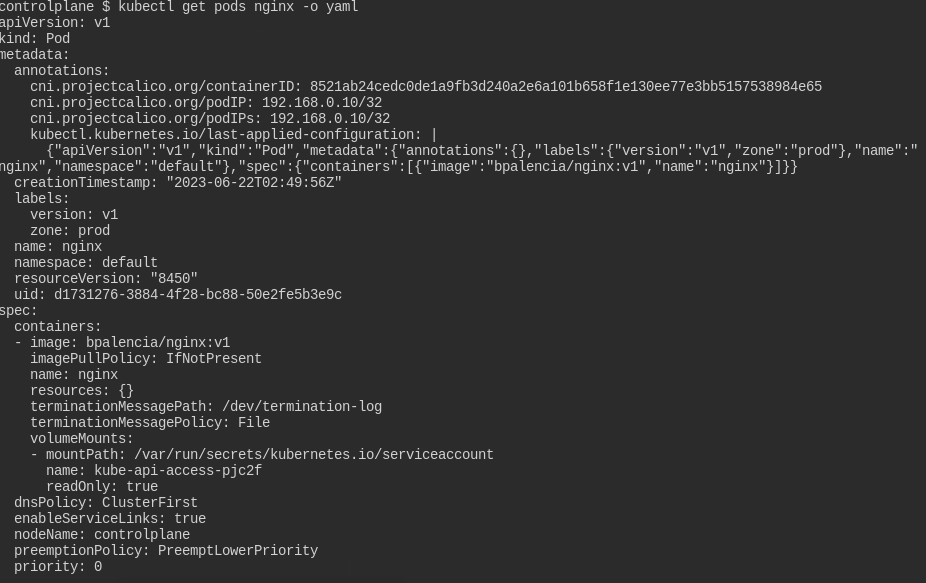 controlplane $ kubectl get pods nginx -o yaml
apiVersion: v1
kind: Pod
metadata:
  annotations:
    cni.projectcalico.org/containerID: 8521ab24cedc0de1a9fb3d240a2e6a101b658f1e130ee77e3bb5157538984e65
    cni.projectcalico.org/podIP: 192.168.0.10/32
    cni.projectcalico.org/podIPs: 192.168.0.10/32
    kubectl.kubernetes.io/last-applied-configuration: |
      {"apiVersion":"v1","kind":"Pod","metadata":{"annotations":{},"labels":{"version":"v1","zone":"prod"},"name":"
nginx","namespace":"default"},"spec":{"containers":[{"image":"bpalencia/nginx:v1","name":"nginx"}]}}
  creationTimestamp: "2023-06-22T02:49:56Z"
  labels:
    version: v1
    zone: prod
  name: nginx
  namespace: default
  resourceVersion: "8450"
  uid: d1731276-3884-4f28-bc88-50e2fe5b3e9c
spec:
  containers:
  - image: bpalencia/nginx:v1
    imagePullPolicy: IfNotPresent
    name: nginx
    resources: {}
    terminationMessagePath: /dev/termination-log
    terminationMessagePolicy: File
    volumeMounts:
    - mountPath: /var/run/secrets/kubernetes.io/serviceaccount
      name: kube-api-access-pjc2f
      readOnly: true
  dnsPolicy: ClusterFirst
  enableServiceLinks: true
  nodeName: controlplane
  preemptionPolicy: PreemptLowerPriority
  priority: 0